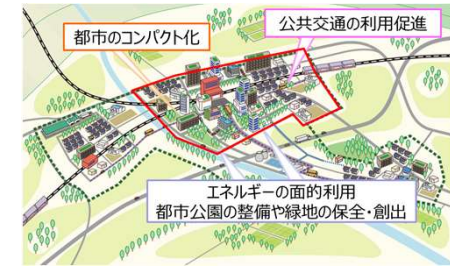 都市のコンパクト化
公共交通の利用促進
エネルギーの面的利用
都市公園の整備や緑地の保全・創出